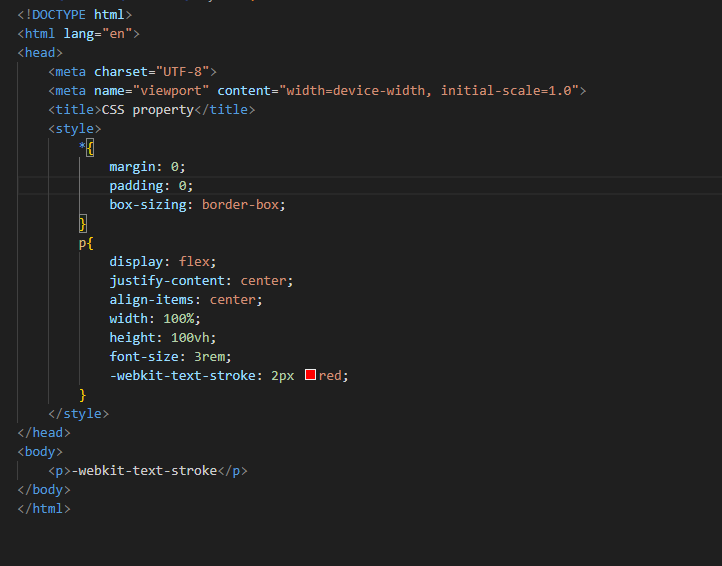 <!DOCTYPE html>
<html lang="en">
<head>
    <meta charset="UTF-8">
    <meta name="viewport" content="width=device-width, initial-scale=1.0">
    <title>CSS property</title>
    <style>
        *{
            margin: 0;
            padding: 0;
            box-sizing: border-box;
        }
        p{
            display: flex;
            justify-content: center;
            align-items: center;
            width: 100%;
            height: 100vh;
            font-size: 3rem;
            -webkit-text-stroke: 2px red;
        }
    </style>
</head>
<body>
    <p>-webkit-text-stroke</p>
</body>
</html>